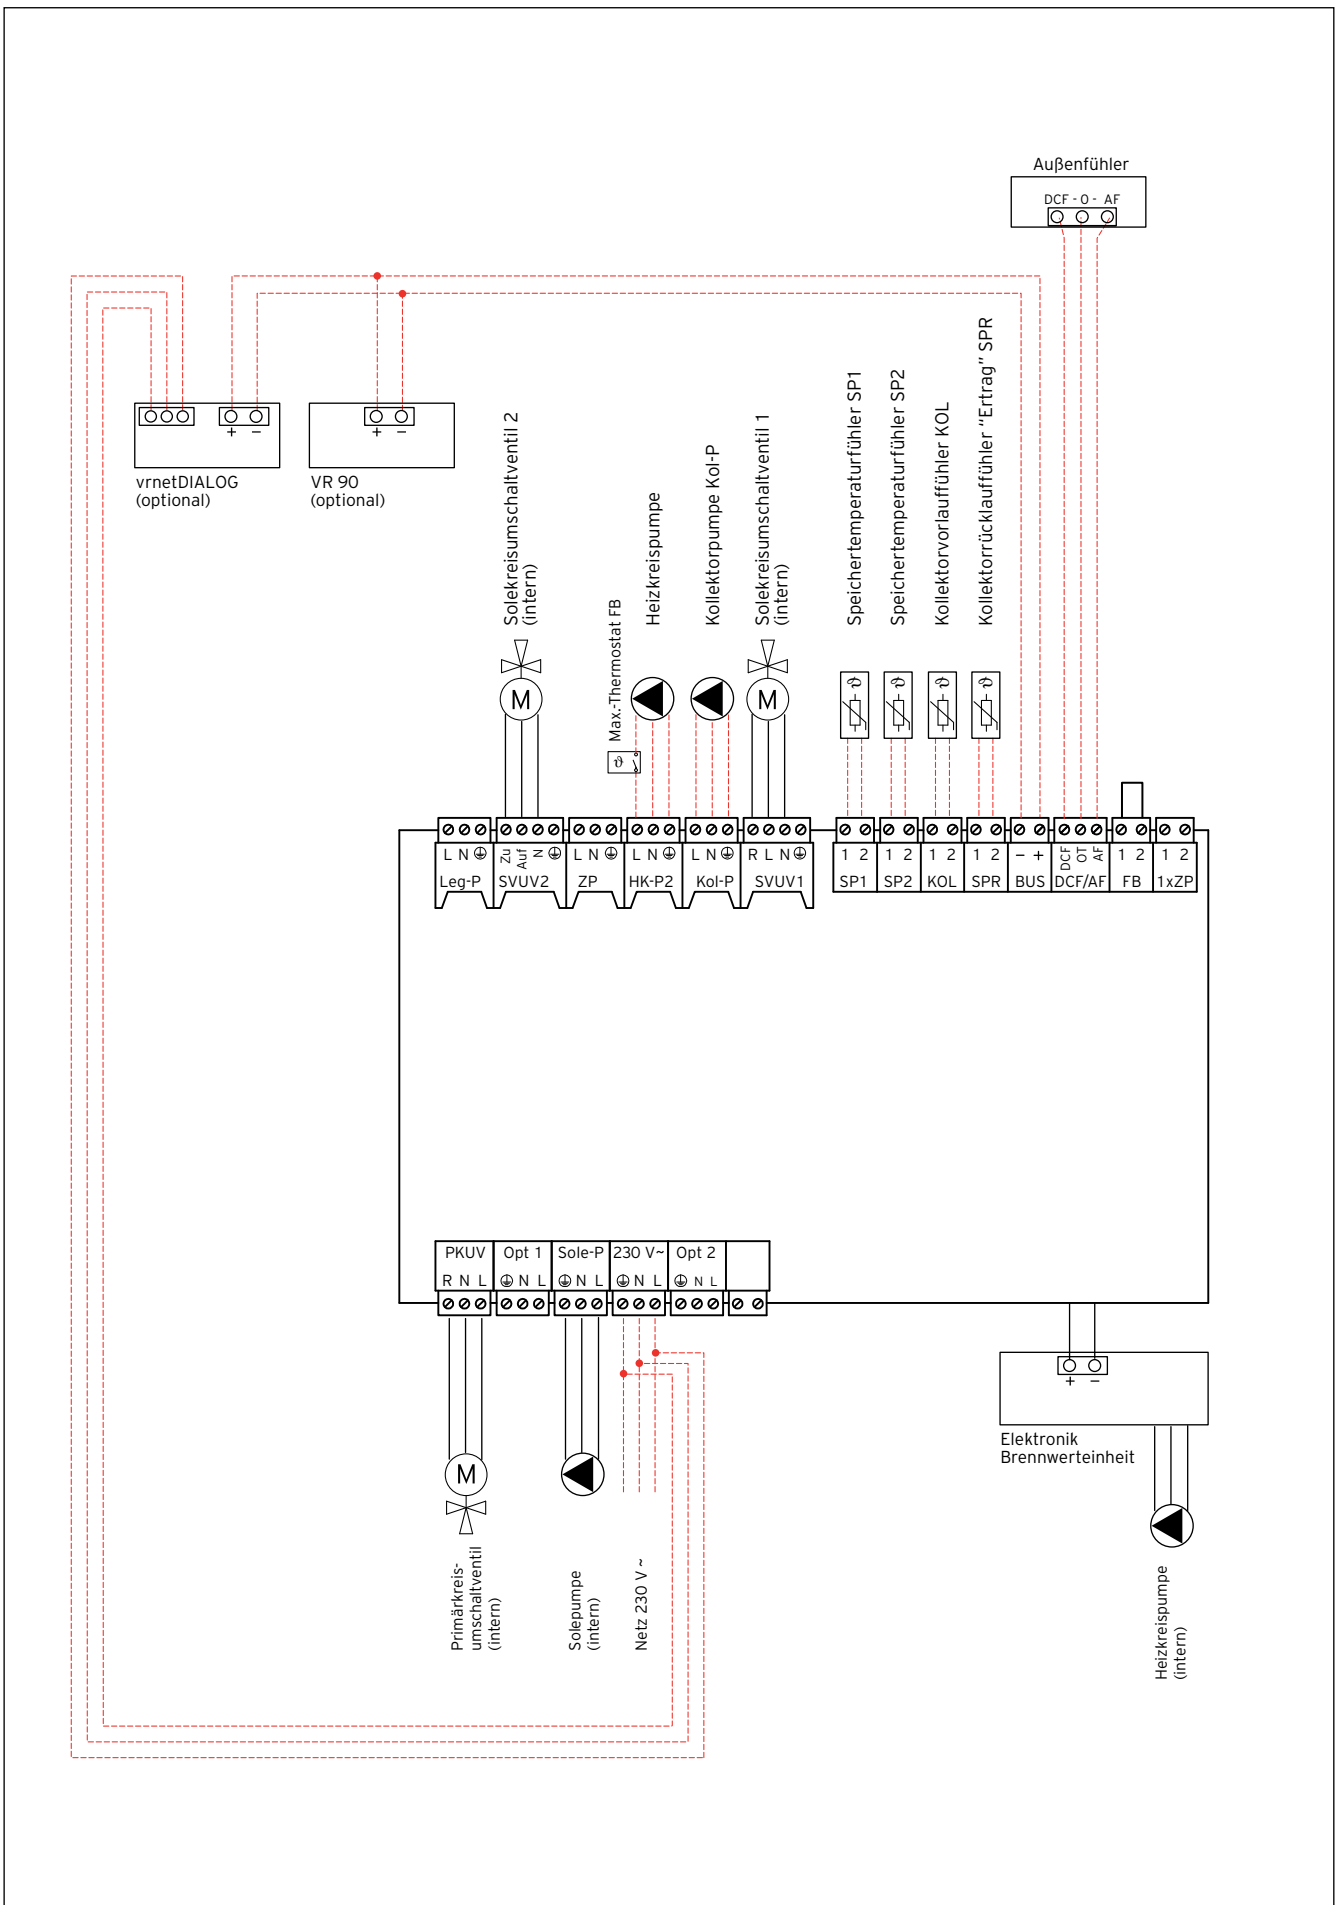 Außenfühler
DCF - O - AF
+ −
vrnetDIALOG
(optional)
+ −
VR 90
(optional)
Solekreisumschaltventil 2
(intern)
Max.-Thermostat FB
Heizkreispumpe
Kollektorpumpe Kol-P
Solekreisumschaltventil 1
(intern)
Speichertemperaturfühler SP1
Speichertemperaturfühler SP2
Kollektorvorlauffühler KOL
Kollektorrücklauffühler "Ertrag" SPR
M
M
ϑ
ϑ ϑ ϑ ϑ
L N
Leg-P
Zu Auf N
SVUV2
L N
ZP
L N
HK-P2
L N
Kol-P
R L N
SVUV1
1 2
SP1
1 2
SP2
1 2
KOL
1 2
SPR
− +
BUS
DCF OT AF
DCF/AF
1 2
FB
1 2
1xZP
PKUV
R N L
Opt 1
N L
Sole-P
N L
230 V~
N L
Opt 2
N L
M
Primärkreis-
umschaltventil
(intern)
Solepumpe
(intern)
Netz 230 V ~
+ −
Elektronik
Brennwerteinheit
Heizkreispumpe
(intern)